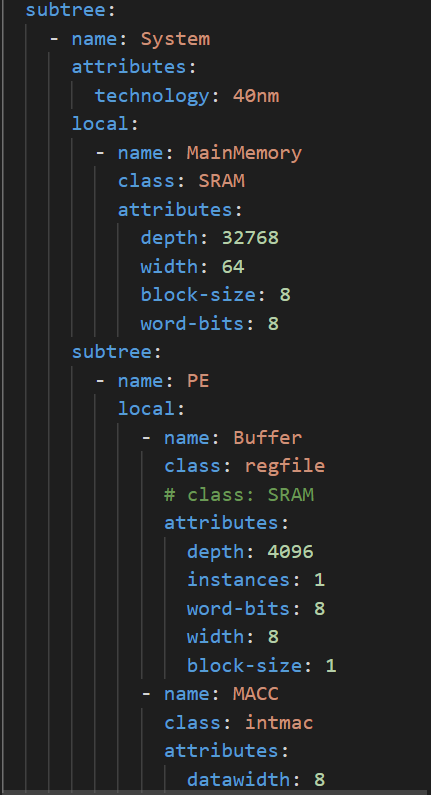 subtree:
  - name: System
    attributes:
      technology: 40nm
    local:
      - name: MainMemory
        class: SRAM
        attributes:
          depth: 32768
          width: 64
          block-size: 8
          word-bits: 8
    subtree:
      - name: PE
        local:
          - name: Buffer
            class: regfile
            # class: SRAM
            attributes:
              depth: 4096
              instances: 1
              word-bits: 8
              width: 8
              block-size: 1
          - name: MACC
            class: intmac
            attributes:
              datawidth: 8